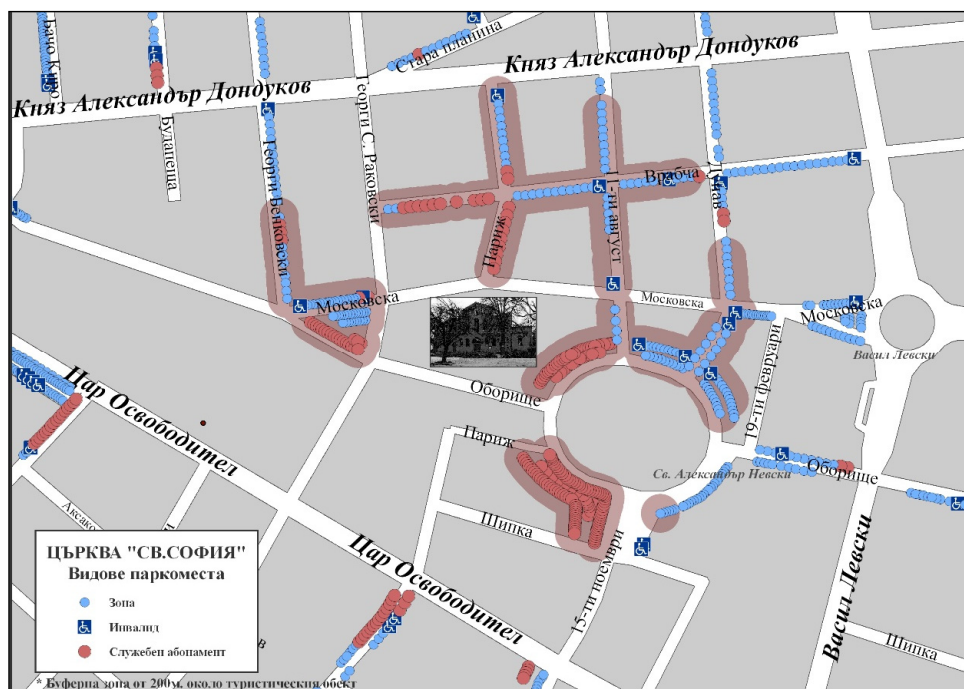 Бачо Киро
Стара планина
Княз Александър Дондуков
Княз Александър Дондуков
Будапеща
Георги С. Раковски
Георги Бенковски
Врабча
11-ти август
Париж
Московска
Московска
Московска
Васил Левски
19-ти февруари
Оборище
Цар Освободител
Париж
Св. Александър Невски
Оборище
Шипка
15-ти ноември
Цар Освободител
Васил Левски
Шипка
ЦЪРКВА "СВ.СОФИЯ"
Видове паркоместа
Зона
Инвалид
Служебен абонамент
* Буферна зона от 200м. около туристическия обект